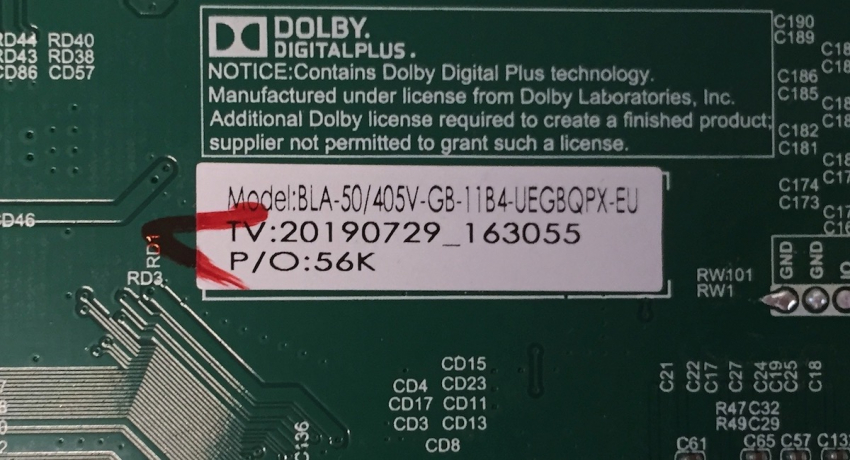 DOLBY.
DIGITAL PLUS.
NOTICE:Contains Dolby Digital Plus technology.
Manufactured under license from Dolby Laboratories, Inc.
Additional Dolby license required to create a finished product;
supplier not permitted to grant such a license.
Model:BLA-50/405V-GB-11B4-UEGBQPX-EU
TV:20190729_163055
P/O:56K
RD44 RD40
RD43 RD38
CD86 CD57
CD46
RD1
RD3
C190
C189
C186
C185
C182
C181
C174
C173
RW101
RW1
GND
GND
CD15
CD4 CD23
CD17 CD11
CD3 CD13
CD8
C136
C21
C22
C17
C27
C24
C19
C25
C18
R47 C32
R49 C29
C61
C65
C57